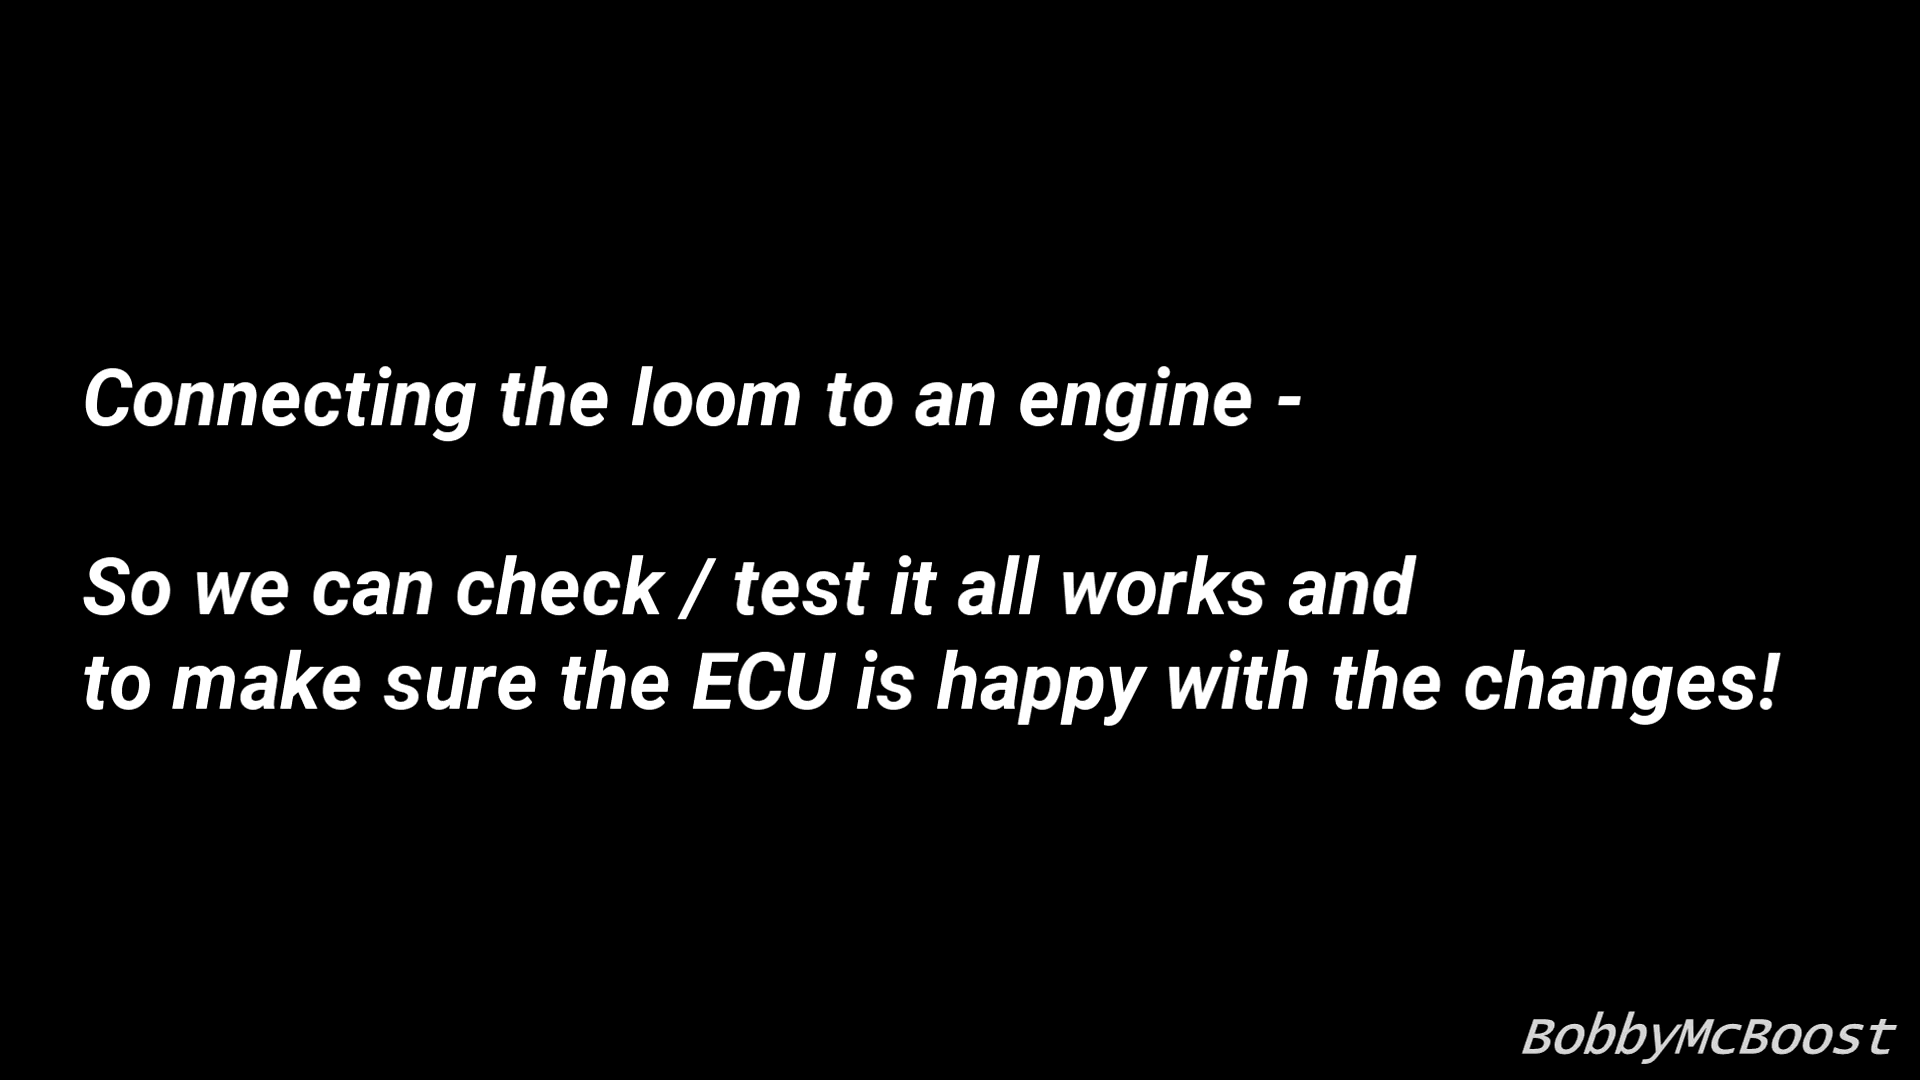 Connecting the loom to an engine -
So we can check / test it all works and
to make sure the ECU is happy with the changes!
BobbyMcBoost